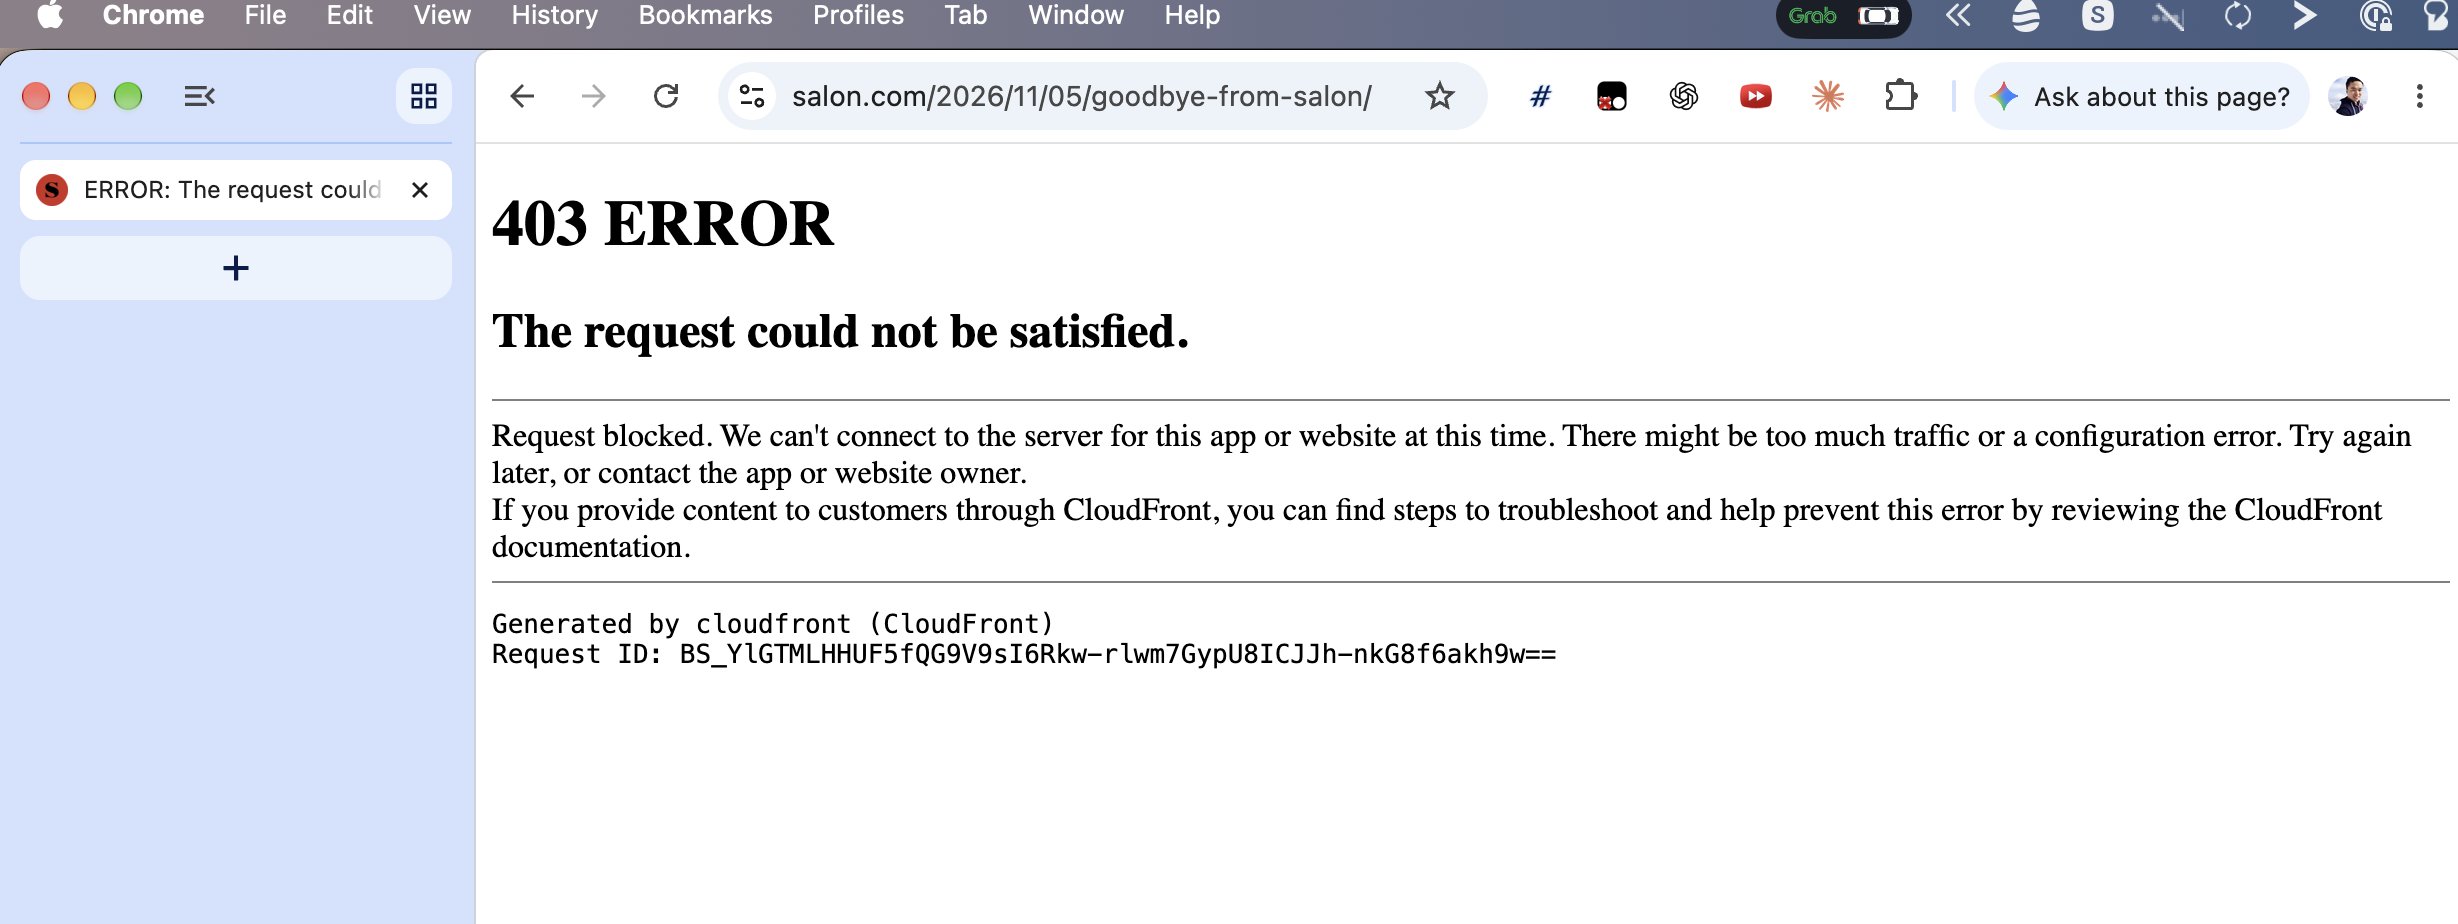 Chrome File Edit View History Bookmarks Profiles Tab Window Help Grab S
salon.com/2026/11/05/goodbye-from-salon/ # Ask about this page?
S ERROR: The request could
403 ERROR
The request could not be satisfied.
Request blocked. We can't connect to the server for this app or website at this time. There might be too much traffic or a configuration error. Try again
later, or contact the app or website owner.
If you provide content to customers through CloudFront, you can find steps to troubleshoot and help prevent this error by reviewing the CloudFront
documentation.
Generated by cloudfront (CloudFront)
Request ID: BS_YlGTMLHHUF5fQG9V9sI6Rkw-rlwm7GypU8ICJJh-nkG8f6akh9w==